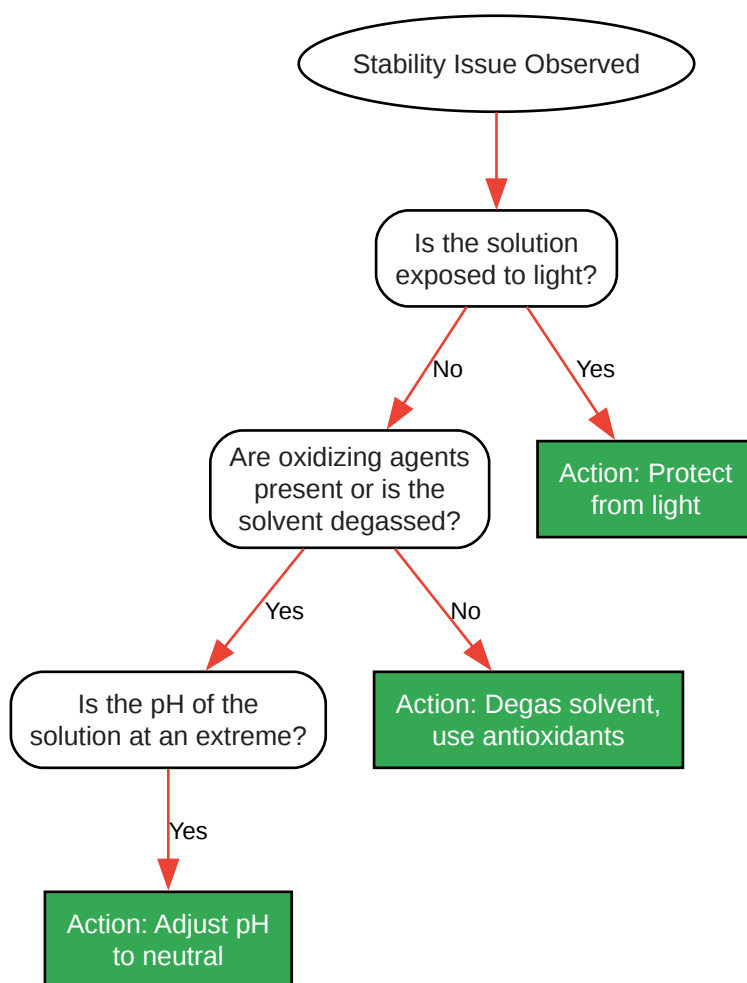 Stability Issue Observed
Is the solution
exposed to light?
No
Yes
Are oxidizing agents
present or is the
solvent degassed?
Action: Protect
from light
Yes
No
Is the pH of the
solution at an extreme?
Action: Degas solvent,
use antioxidants
Yes
Action: Adjust pH
to neutral